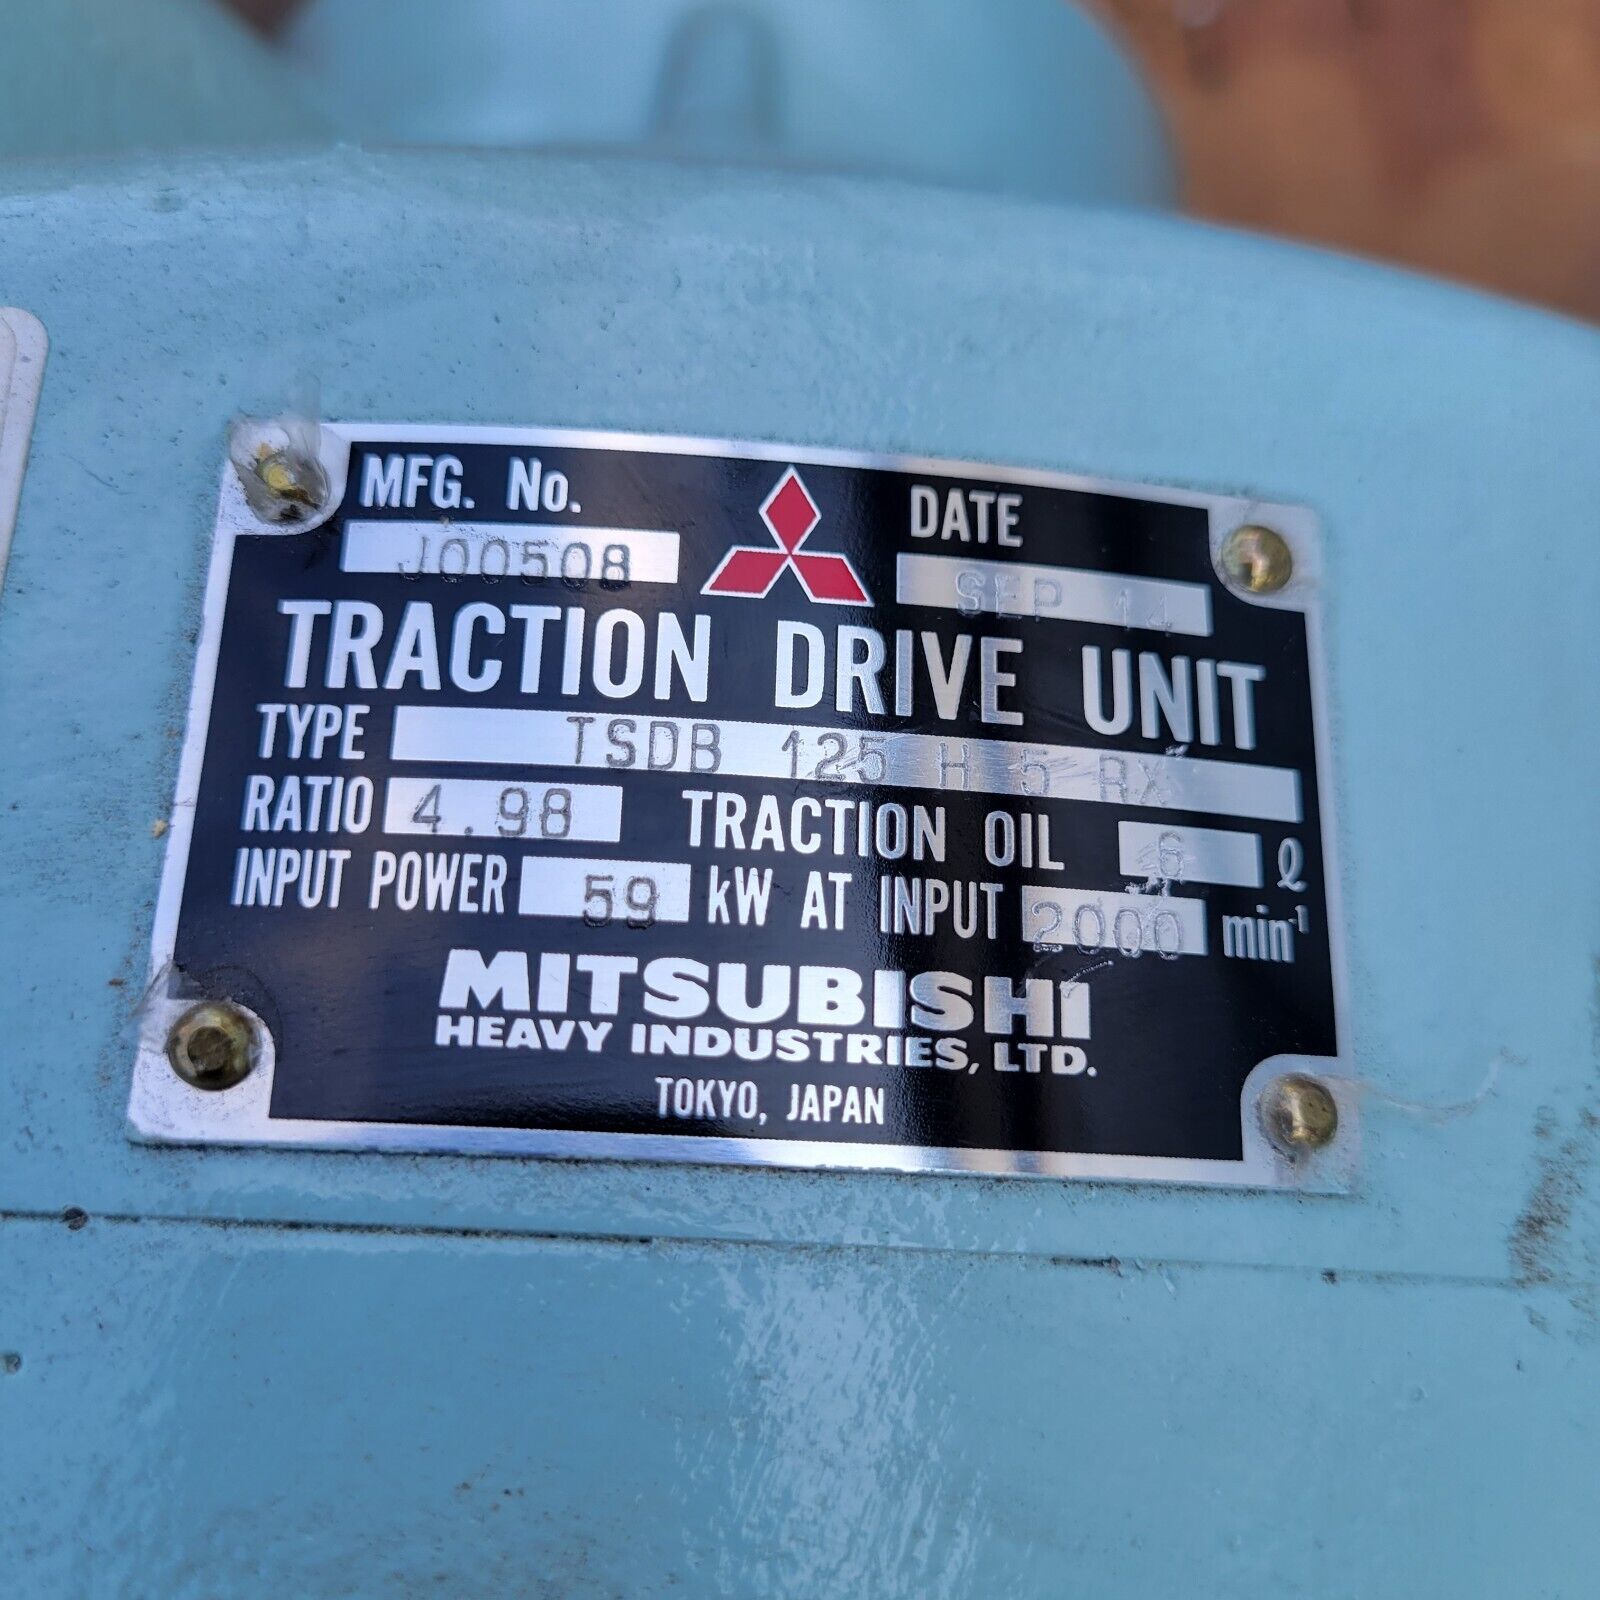 MFG. No. DATE
J00508 SEP 14
TRACTION DRIVE UNIT
TYPE TSDB 125 H 5 RX
RATIO 4.98 TRACTION OIL 6 ℓ
INPUT POWER 59 kW AT INPUT 2000 min-1
MITSUBISHI
HEAVY INDUSTRIES, LTD.
TOKYO, JAPAN